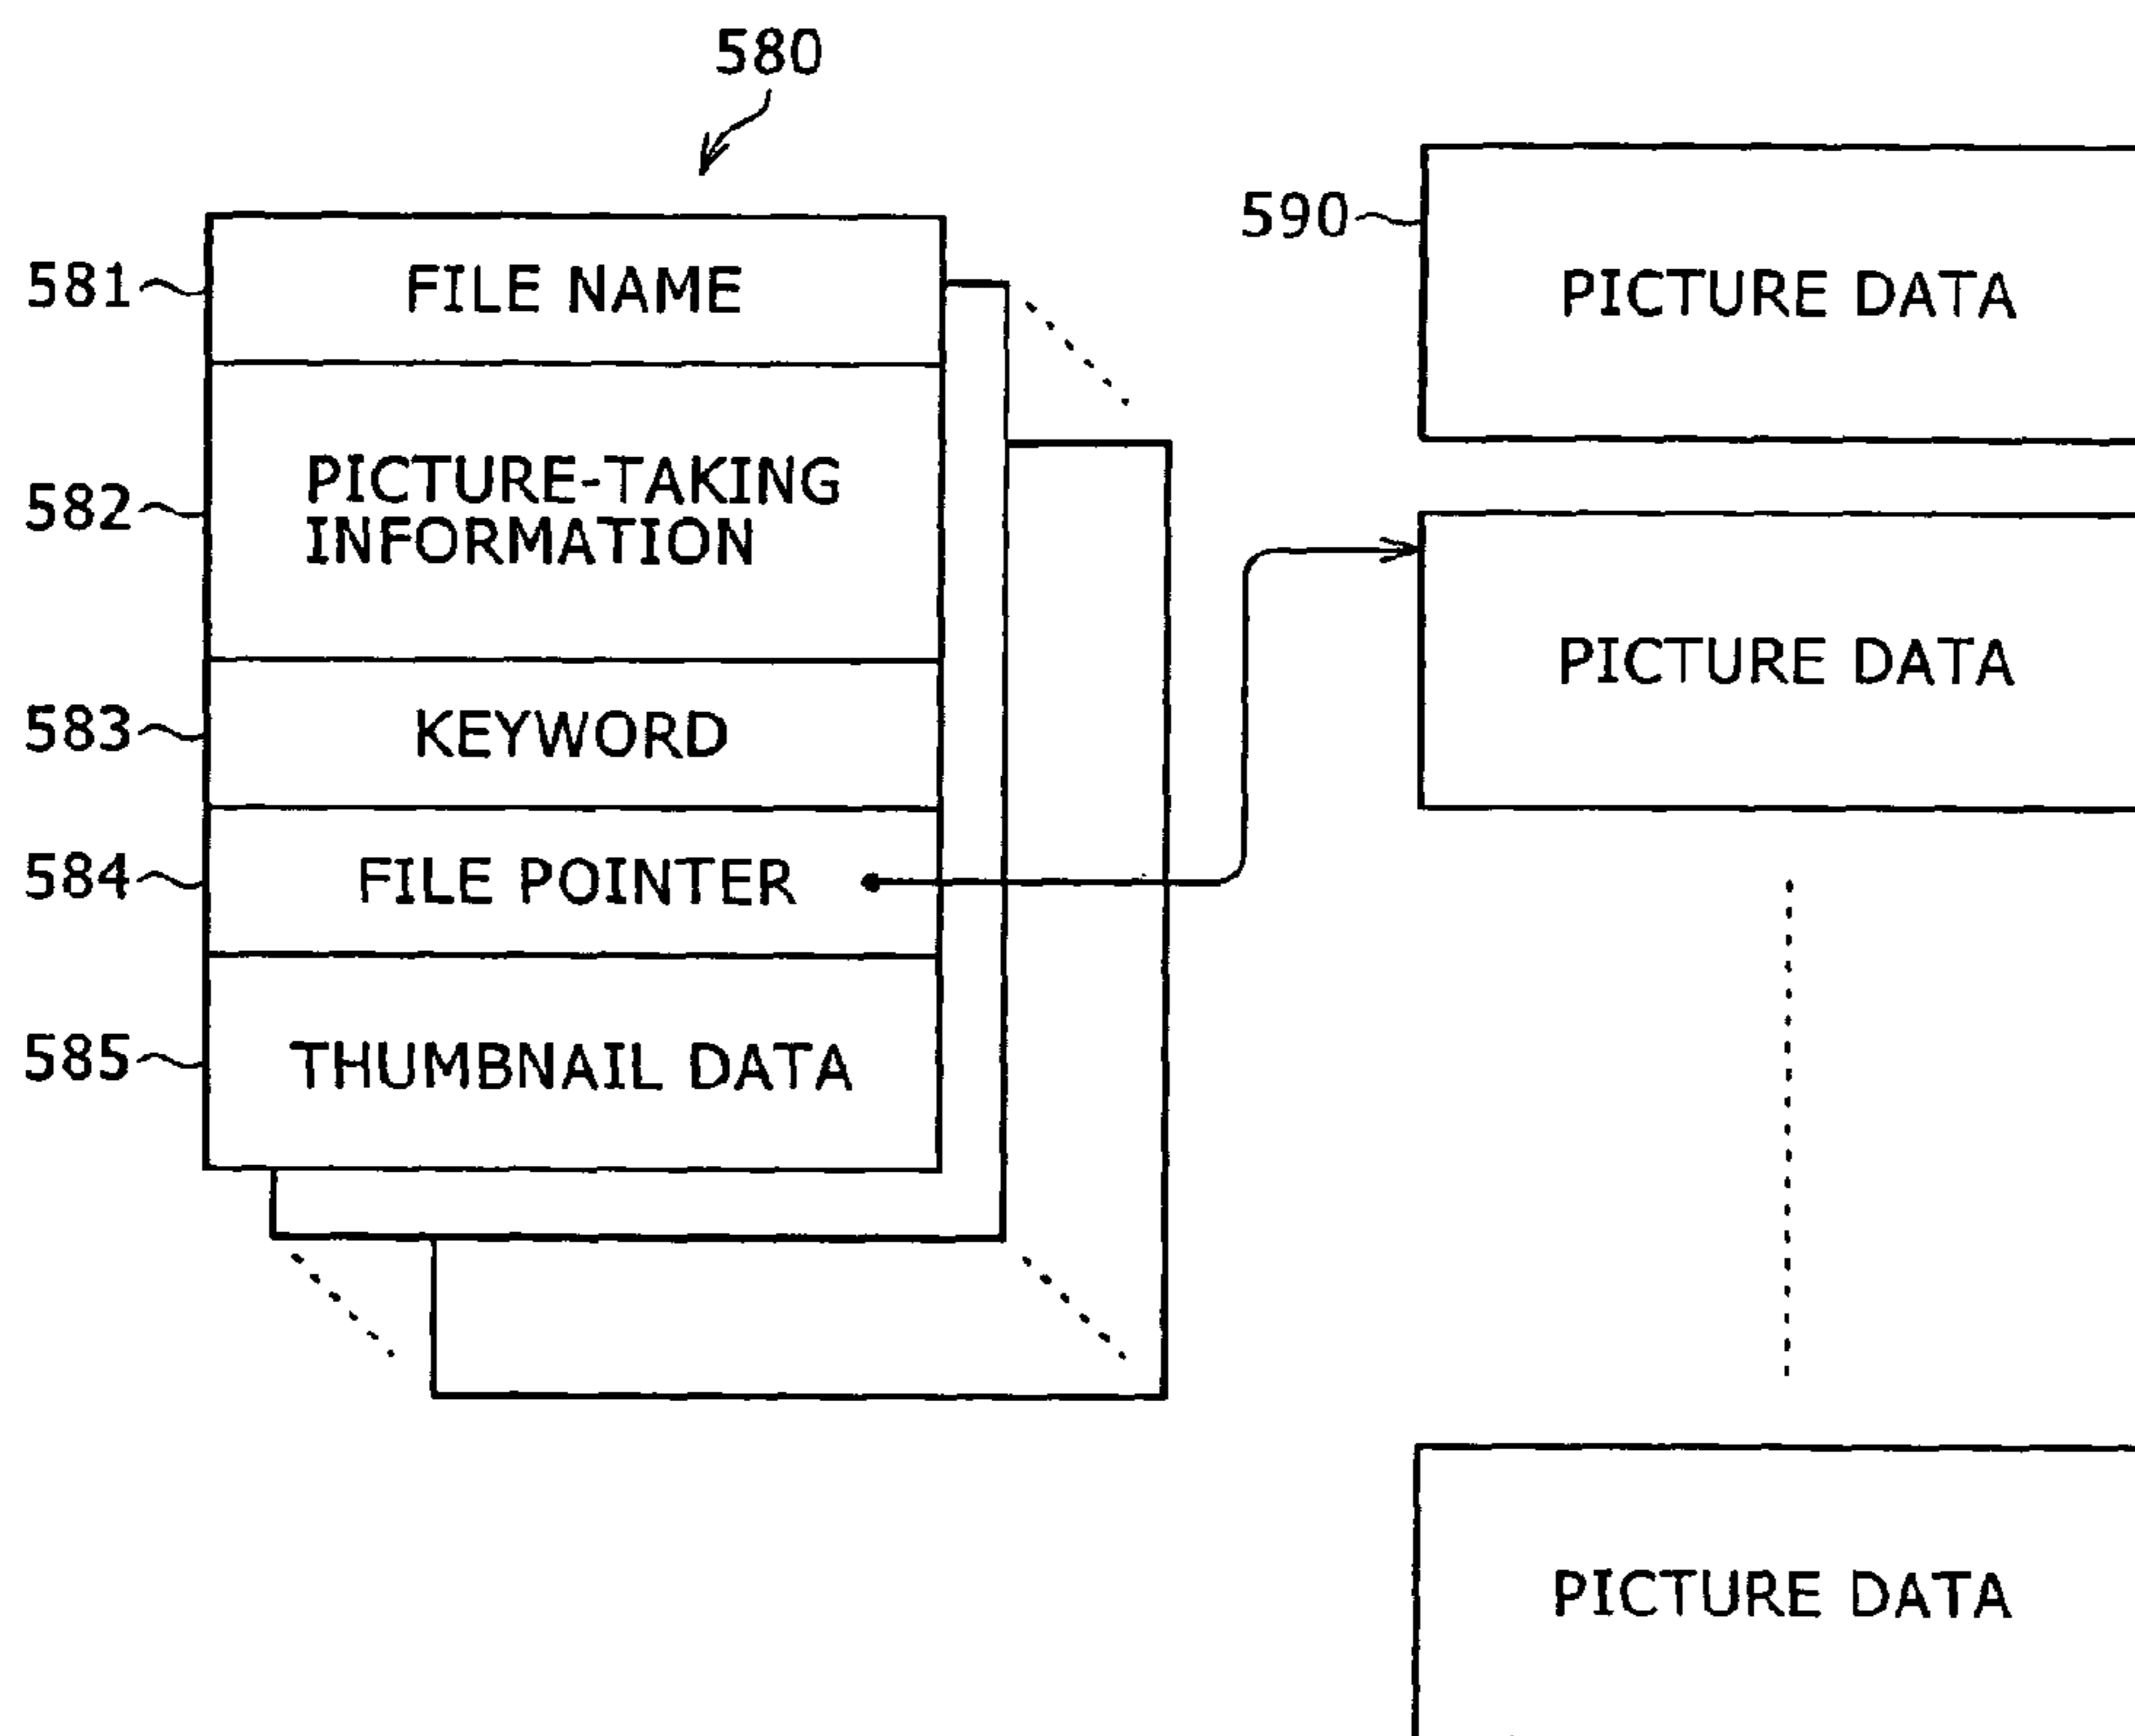 580
581 FILE NAME
582 PICTURE-TAKING
INFORMATION
583 KEYWORD
584 FILE POINTER
585 THUMBNAIL DATA
590 PICTURE DATA
PICTURE DATA
PICTURE DATA